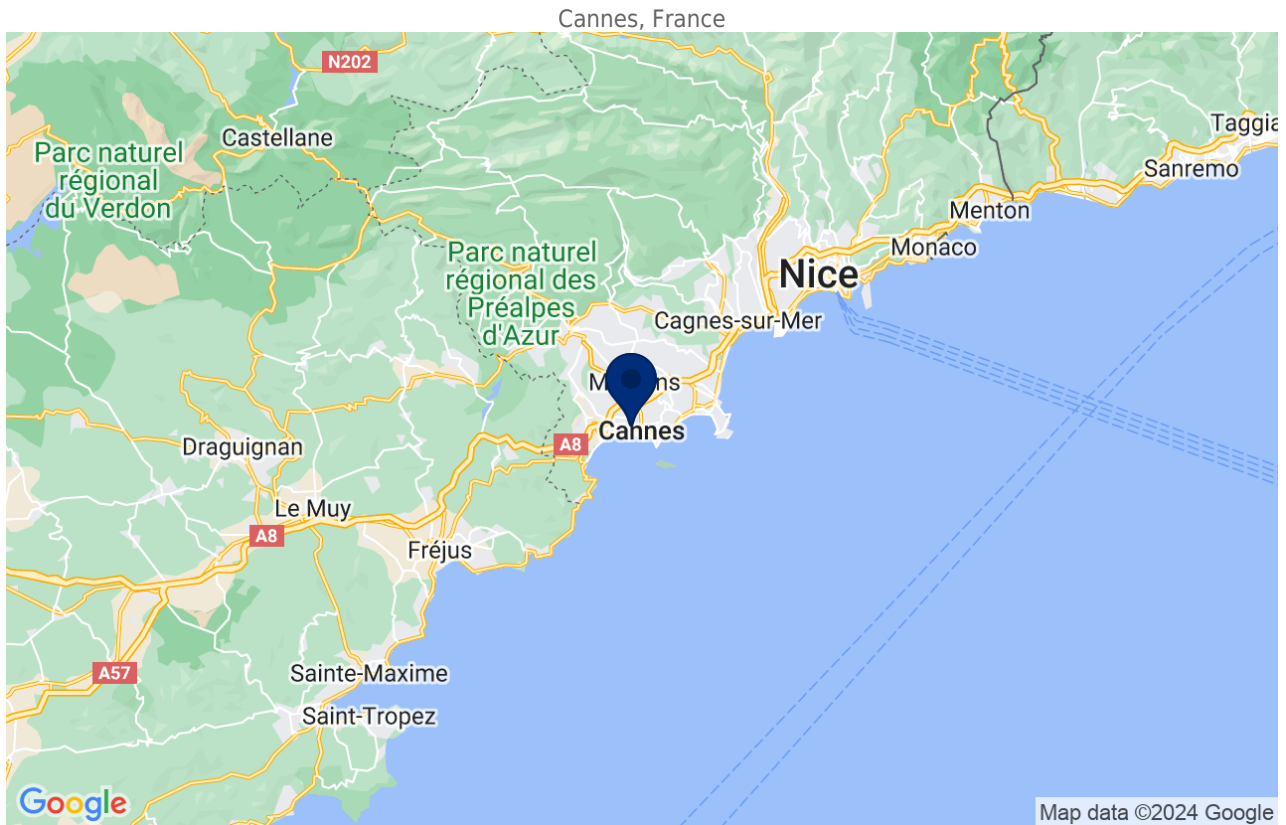 Cannes, France
N202
Taggia
Castellane
Parc naturel
régional
du Verdon
Sanremo
Menton
Monaco
Parc naturel
régional des
Préalpes
d'Azur
Nice
Cagnes-sur-Mer
Cannes
A8
Draguignan
Le Muy
A8
Fréjus
A57
Sainte-Maxime
Saint-Tropez
Google
Map data ©2024 Google